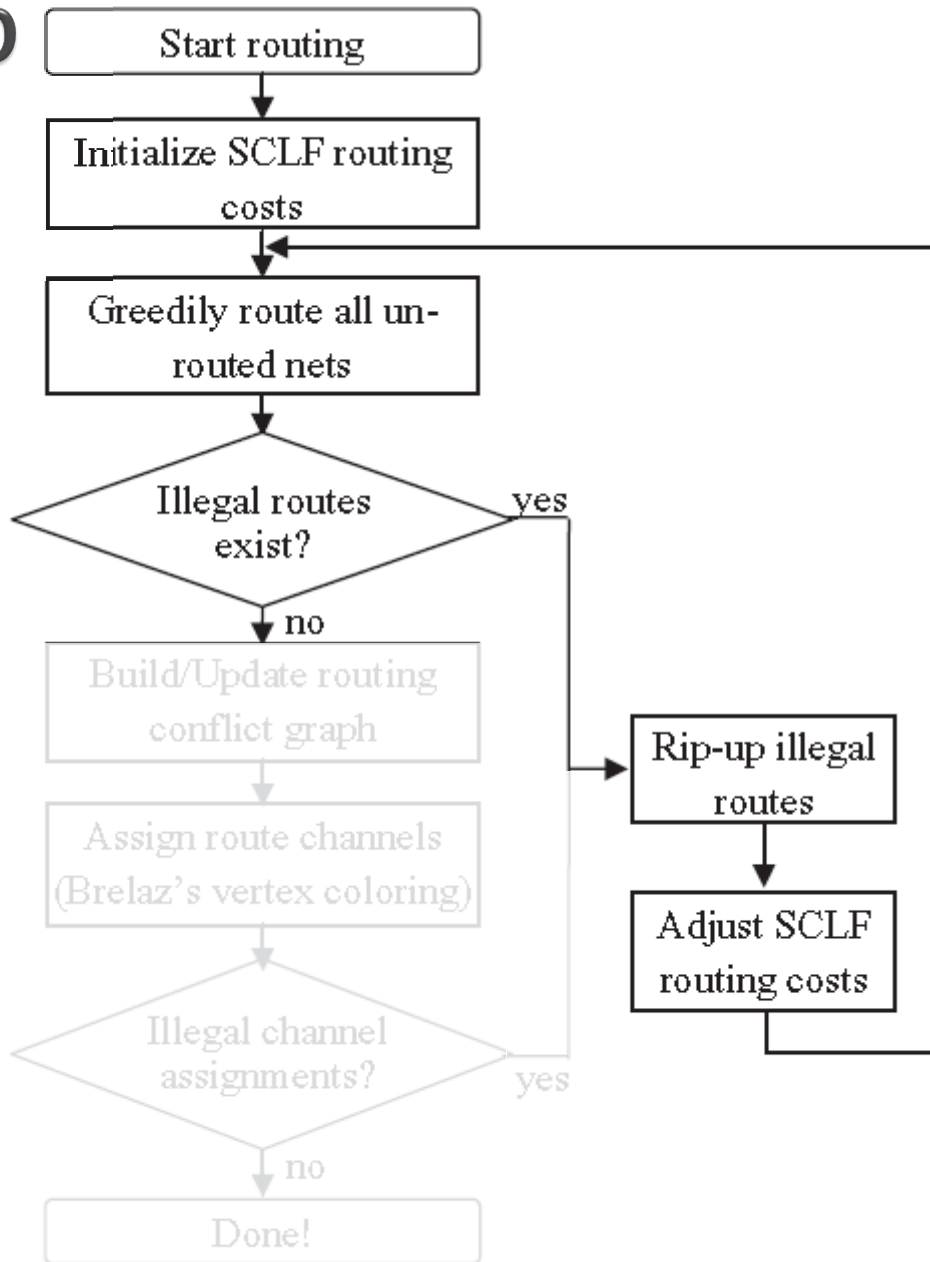 Start routing
Initialize SCLF routing
costs
Greedily route all un-
routed nets
Illegal routes
exist?
yes
no
Build/Update routing
conflict graph
Rip-up illegal
routes
Assign route channels
(Brelaz's vertex coloring)
Adjust SCLF
routing costs
Illegal channel
assignments?
yes
no
Done!